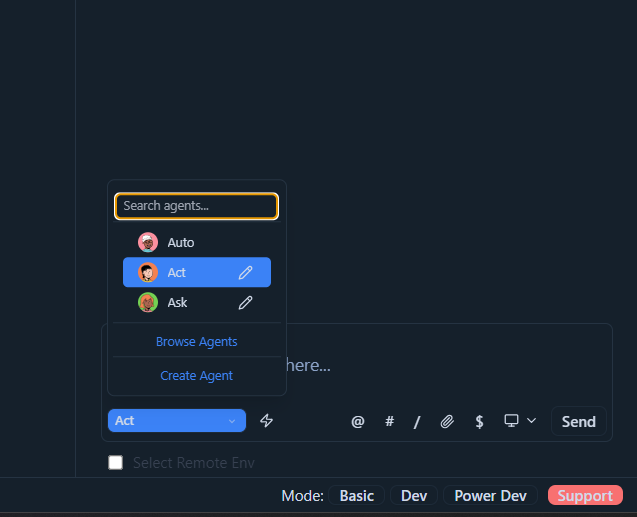 Search agents...
Auto
Act
Ask
Browse Agents
here...
Create Agent
Act @ # / $ Send
Select Remote Env
Mode: Basic Dev Power Dev Support